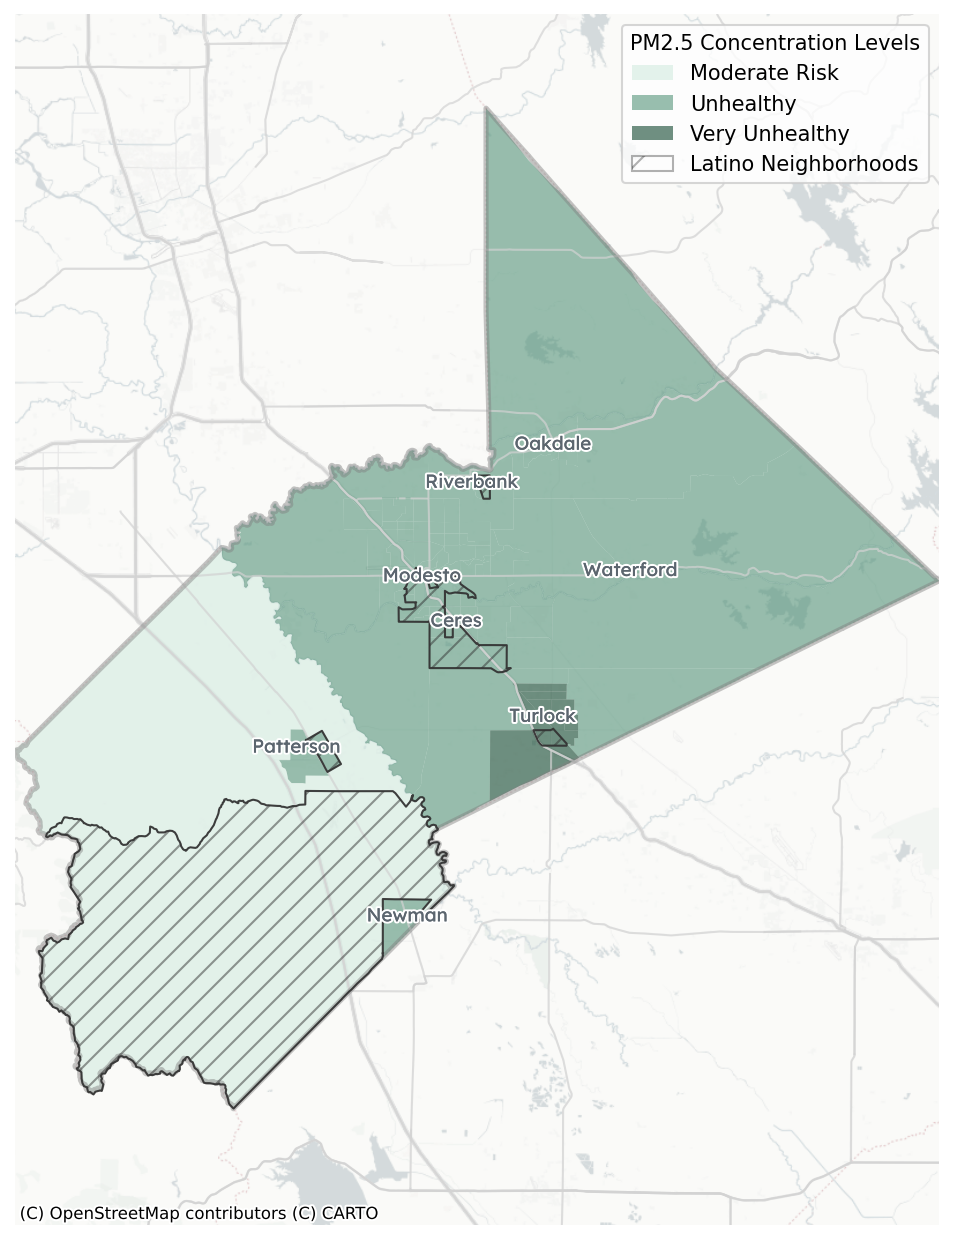 PM2.5 Concentration Levels
Moderate Risk
Unhealthy
Very Unhealthy
Latino Neighborhoods
Oakdale
Riverbank
Waterford
Modesto
Ceres
Turlock
Patterson
Newman
(C) OpenStreetMap contributors (C) CARTO